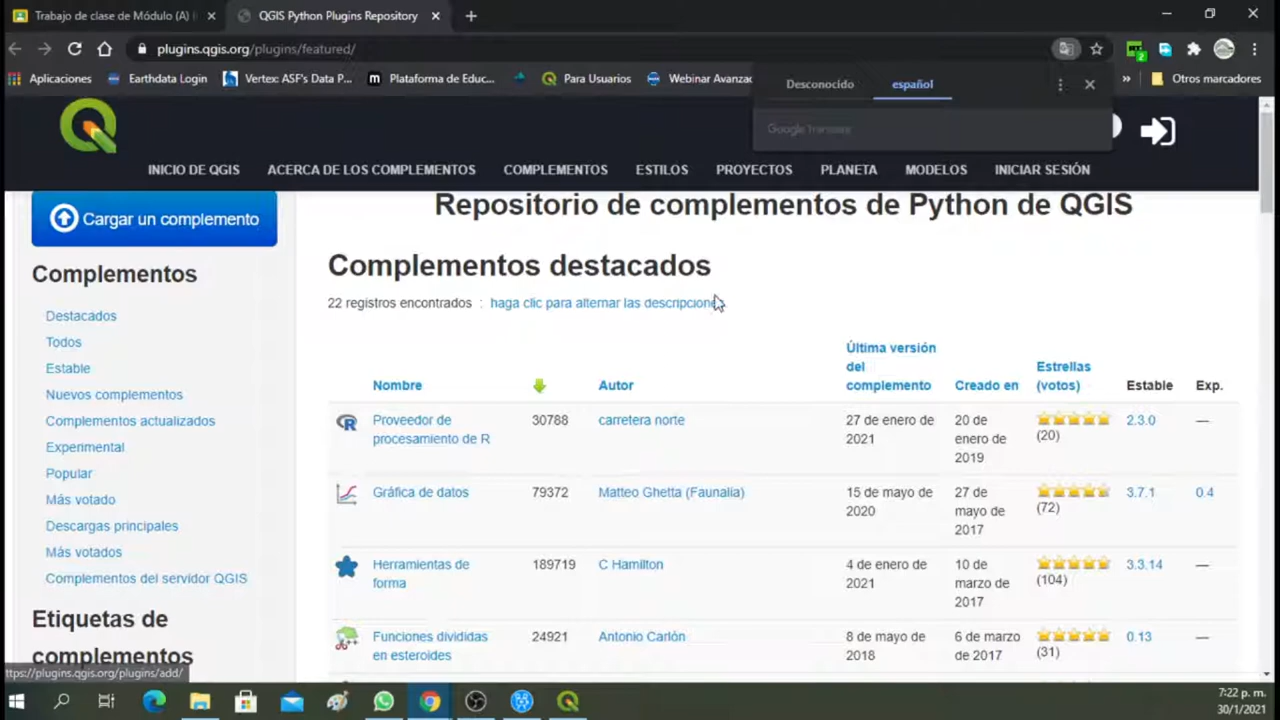 Trabajo de clase de Módulo (A)
QGIS Python Plugins Repository
plugins.qgis.org/plugins/featured/
Aplicaciones
Earthdata Login
Vertex: ASF's Data P...
Plataforma de Educ...
Para Usuarios
Webinar Avanzad
»
Otros marcadores
Desconocido
español
Google Translate
INICIO DE QGIS
ACERCA DE LOS COMPLEMENTOS
COMPLEMENTOS
ESTILOS
PROYECTOS
PLANETA
MODELOS
INICIAR SESIÓN
Cargar un complemento
Complementos
Destacados
Todos
Estable
Nuevos complementos
Complementos actualizados
Experimental
Popular
Más votado
Descargas principales
Más votados
Complementos del servidor QGIS
Etiquetas de
complementos
ttps://plugins.qgis.org/plugins/add/
Repositorio de complementos de Python de QGIS
Complementos destacados
22 registros encontrados : haga clic para alternar las descripciones
Nombre
Autor
Última versión
del
complemento
Creado en
Estrellas
(votos)
Estable
Exp.
R
Proveedor de
procesamiento de R
30788
carretera norte
27 de enero de
2021
20 de
enero de
2019
(20)
2.3.0
—
Gráfica de datos
79372
Matteo Ghetta (Faunalia)
15 de mayo de
2020
27 de
mayo de
2017
(72)
3.7.1
0.4
Herramientas de
forma
189719
C Hamilton
4 de enero de
2021
10 de
marzo de
2017
(104)
3.3.14
—
Funciones divididas
en esteroides
24921
Antonio Carlón
8 de mayo de
2018
6 de marzo
de 2017
(31)
0.13
—
2
7:22 p. m.
30/1/2021